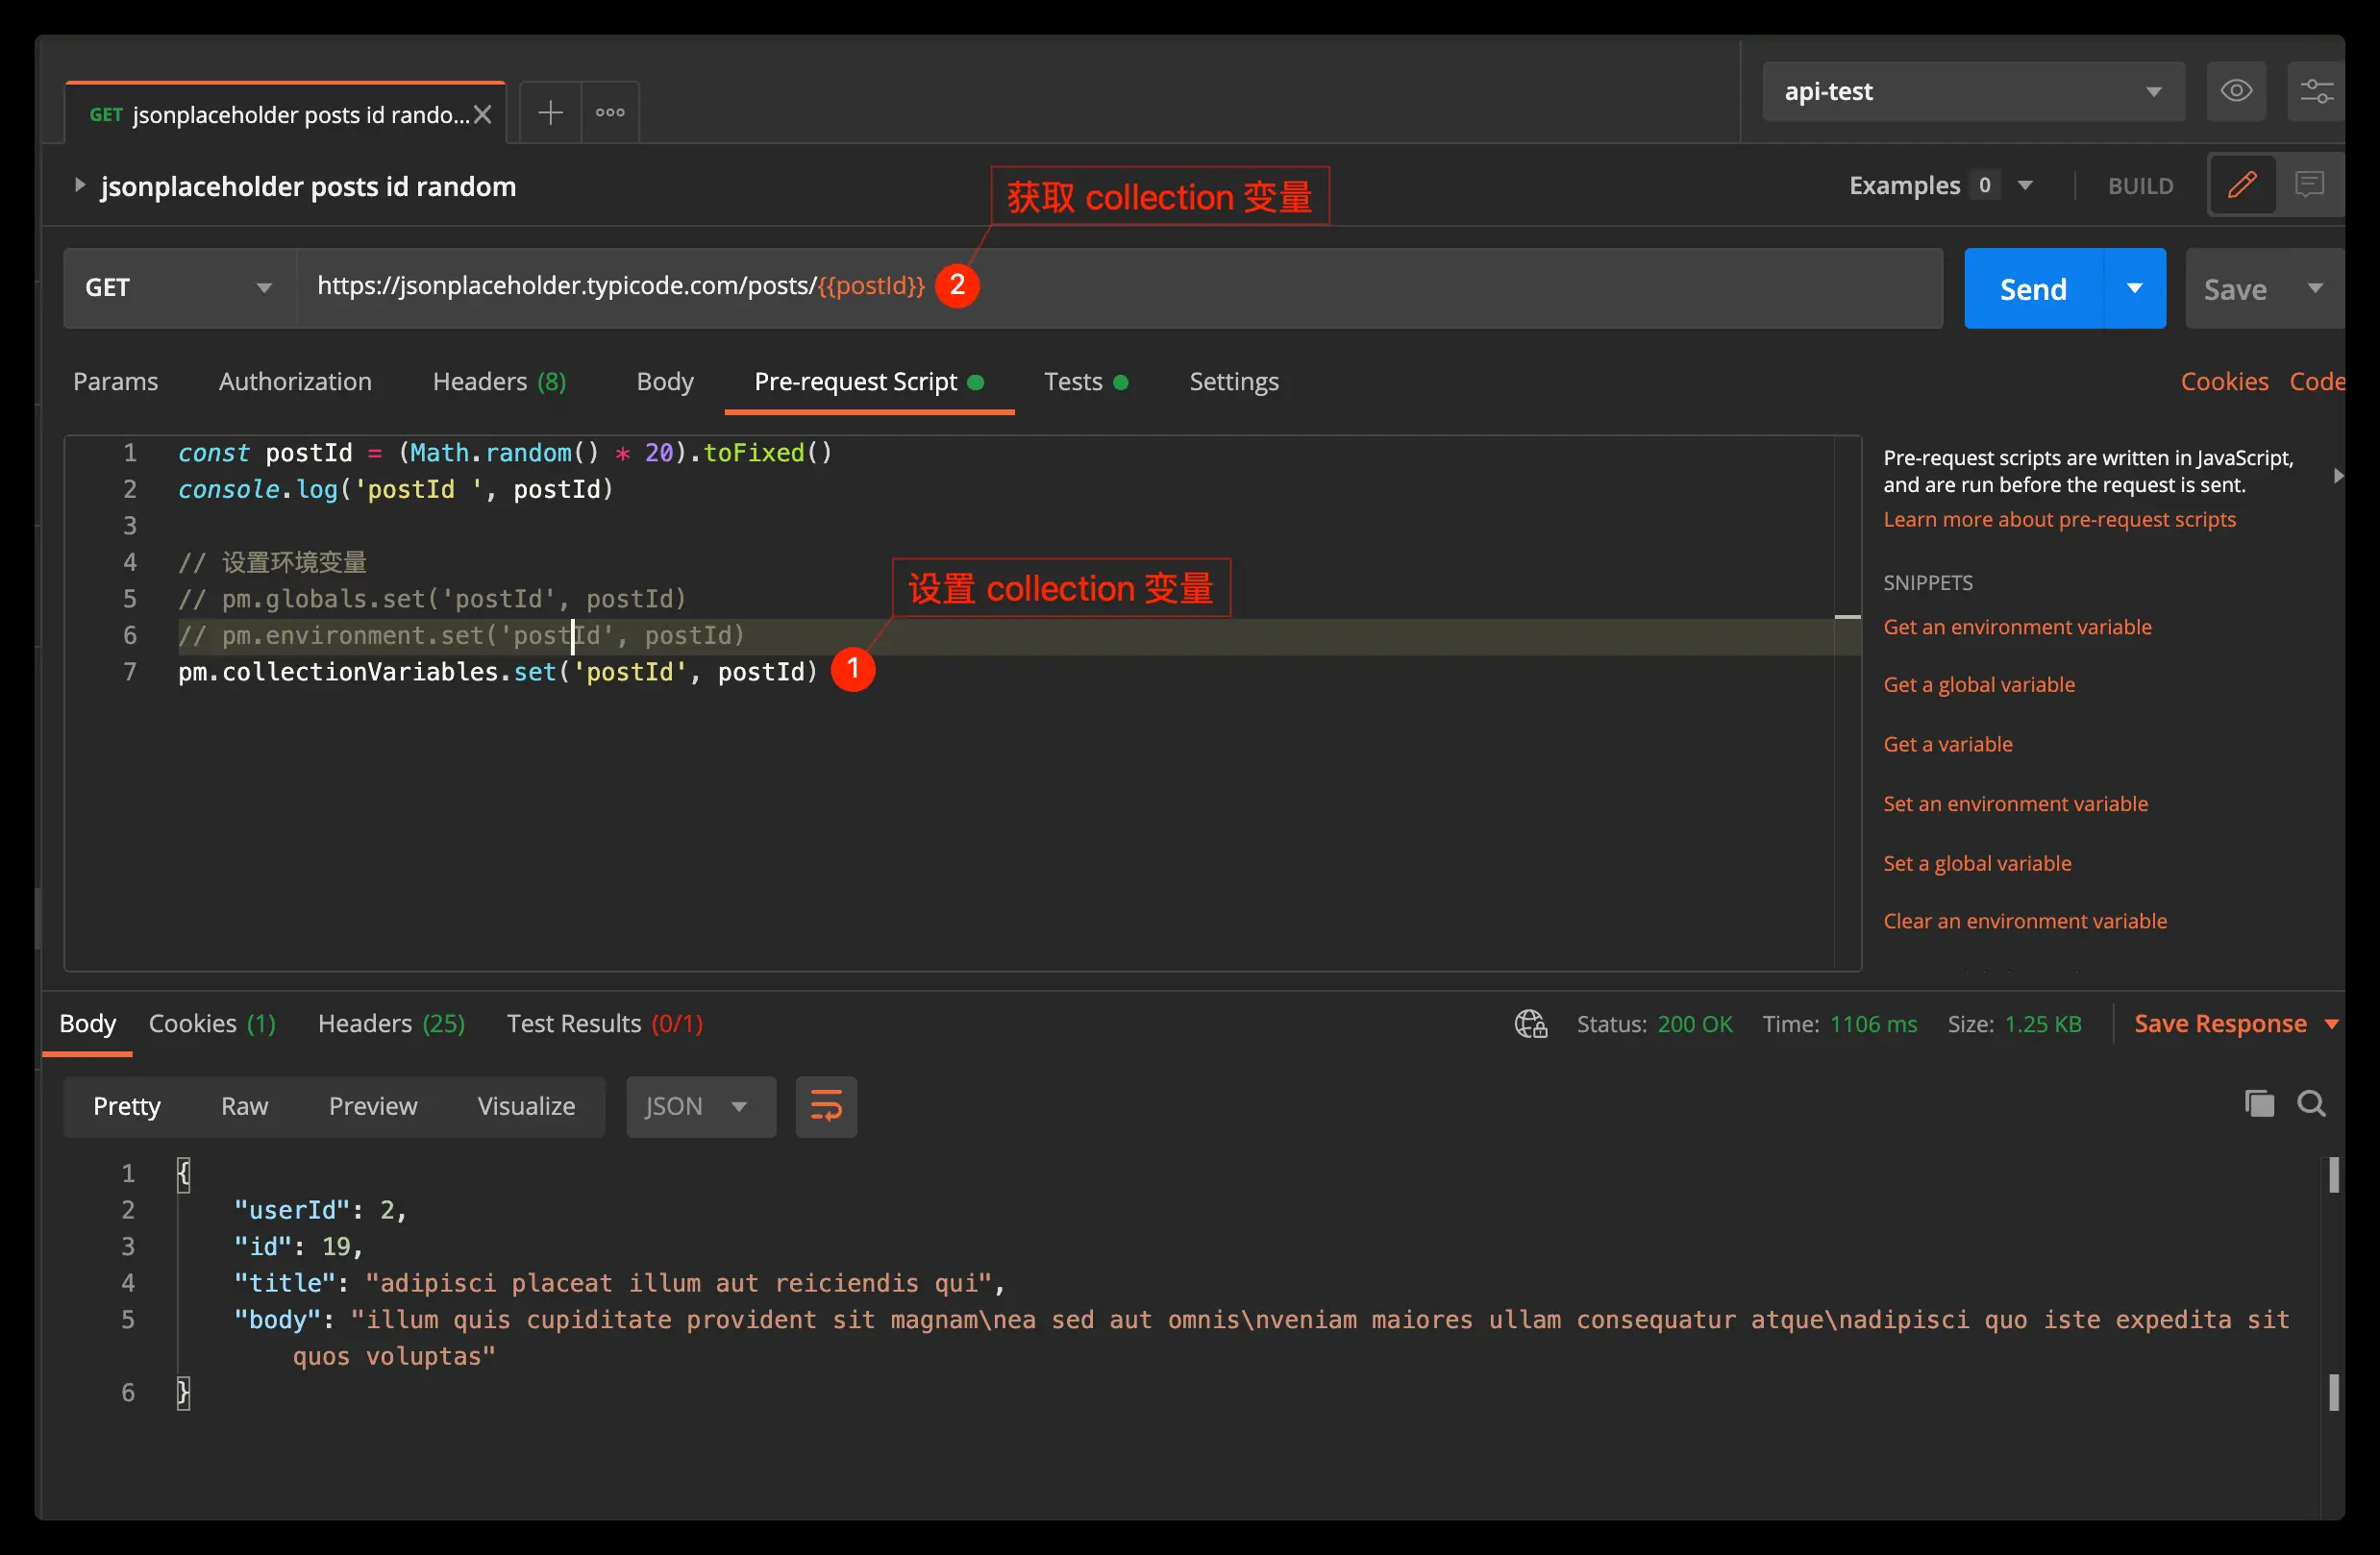 GET jsonplaceholder posts id rando...
api-test
jsonplaceholder posts id random
获取 collection 变量
Examples 0
BUILD
GET
https://jsonplaceholder.typicode.com/posts/{{postId}}
2
Send
Save
Params Authorization Headers (8) Body Pre-request Script Tests Settings
Cookies Code
1 const postId = (Math.random() * 20).toFixed()
2 console.log('postId ', postId)
3
4 // 设置环境变量
5 // pm.globals.set('postId', postId)
6 // pm.environment.set('postId', postId)
7 pm.collectionVariables.set('postId', postId)
设置 collection 变量
1
Pre-request scripts are written in JavaScript,
and are run before the request is sent.
Learn more about pre-request scripts
SNIPPETS
Get an environment variable
Get a global variable
Get a variable
Set an environment variable
Set a global variable
Clear an environment variable
Body Cookies (1) Headers (25) Test Results (0/1)
Status: 200 OK Time: 1106 ms Size: 1.25 KB
Save Response
Pretty Raw Preview Visualize JSON
1 {
2 "userId": 2,
3 "id": 19,
4 "title": "adipisci placeat illum aut reiciendis qui",
5 "body": "illum quis cupiditate provident sit magnam\nea sed aut omnis\nveniam maiores ullam consequatur atque\nadipisci quo iste expedita sit
quos voluptas"
6 }